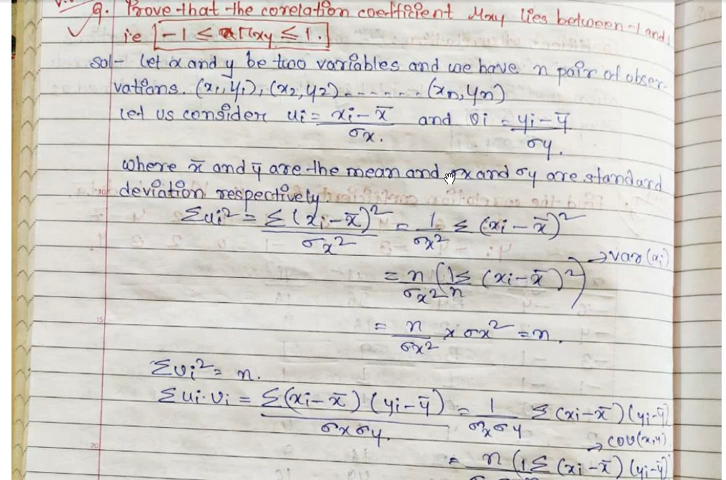 Q. Prove that the corelation coefficient rxy lies between -1 and 1
ie -1 ≤ rxy ≤ 1.
sol- Let x and y be two variables and we have n pair of obser-
vations. (x₁, y₁), (x₂, y₂) ....... (xn, yn)
Let us consider ui = xi - x̄ / σx. and vi = yi - ȳ / σy.
where x̄ and ȳ are the mean and σx and σy are standard
deviation respectively
Σui² = Σ(xi - x̄)² / σx² = 1/σx² Σ (xi - x̄)²
= n/σx² (1/n Σ (xi - x̄)²) → var(xi)
= n/σx² × σx² = n.
Σvi² = n.
Σui·vi = Σ(xi - x̄)(yi - ȳ) / σxσy. = 1/σxσy Σ(xi - x̄)(yi - ȳ)
→ cov(x,y)
= n (1 Σ (xi - x̄)(yi - ȳ)